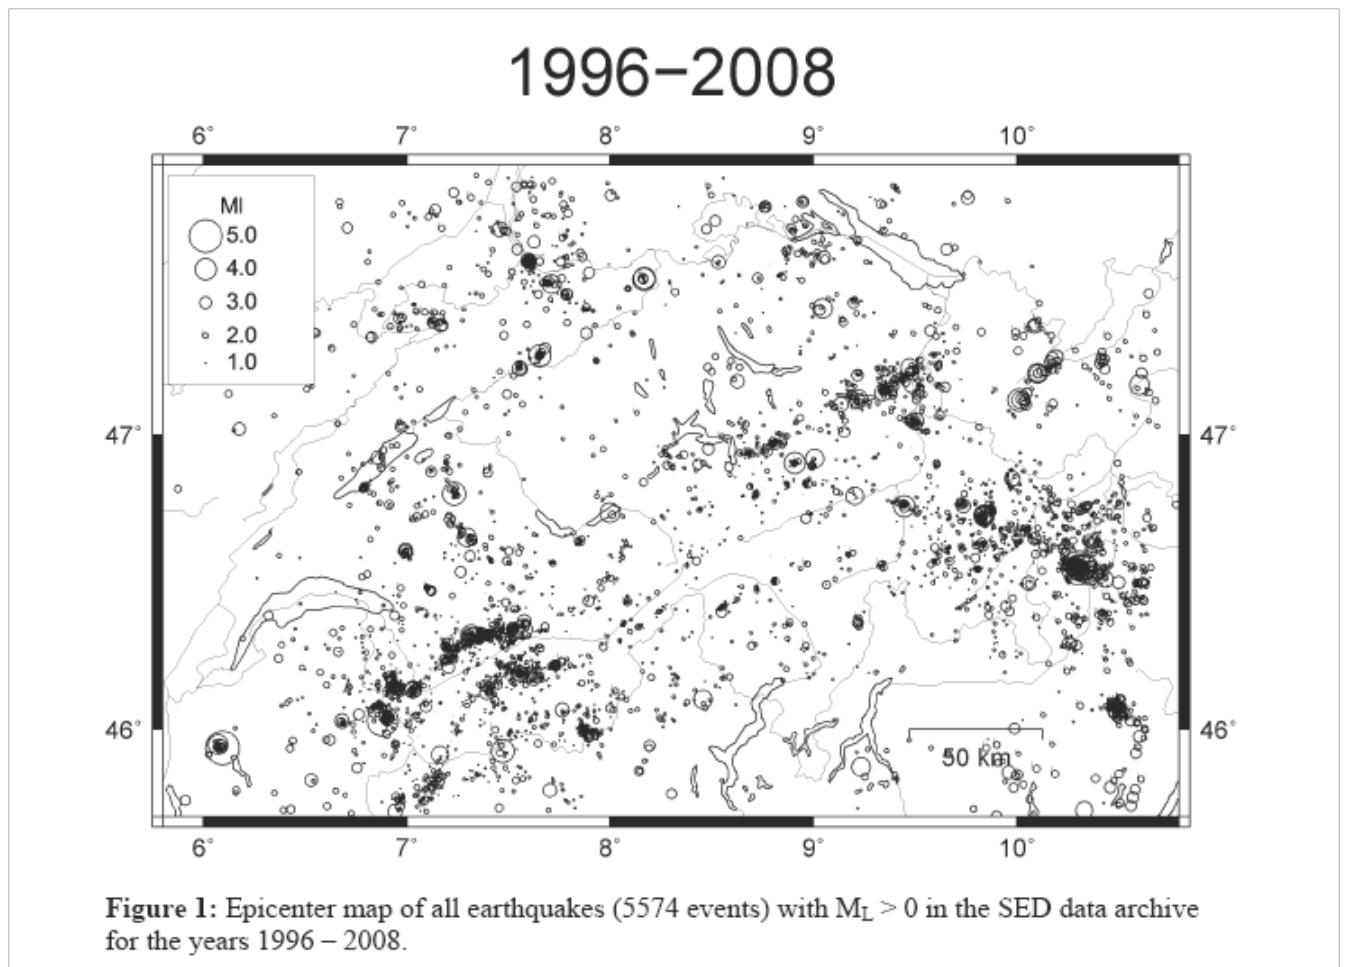 1996−2008
6° 7° 8° 9° 10°
Ml
5.0
4.0
3.0
2.0
1.0
47° 47°
46° 46°
50 km
6° 7° 8° 9° 10°
Figure 1: Epicenter map of all earthquakes (5574 events) with ML > 0 in the SED data archive
for the years 1996 – 2008.